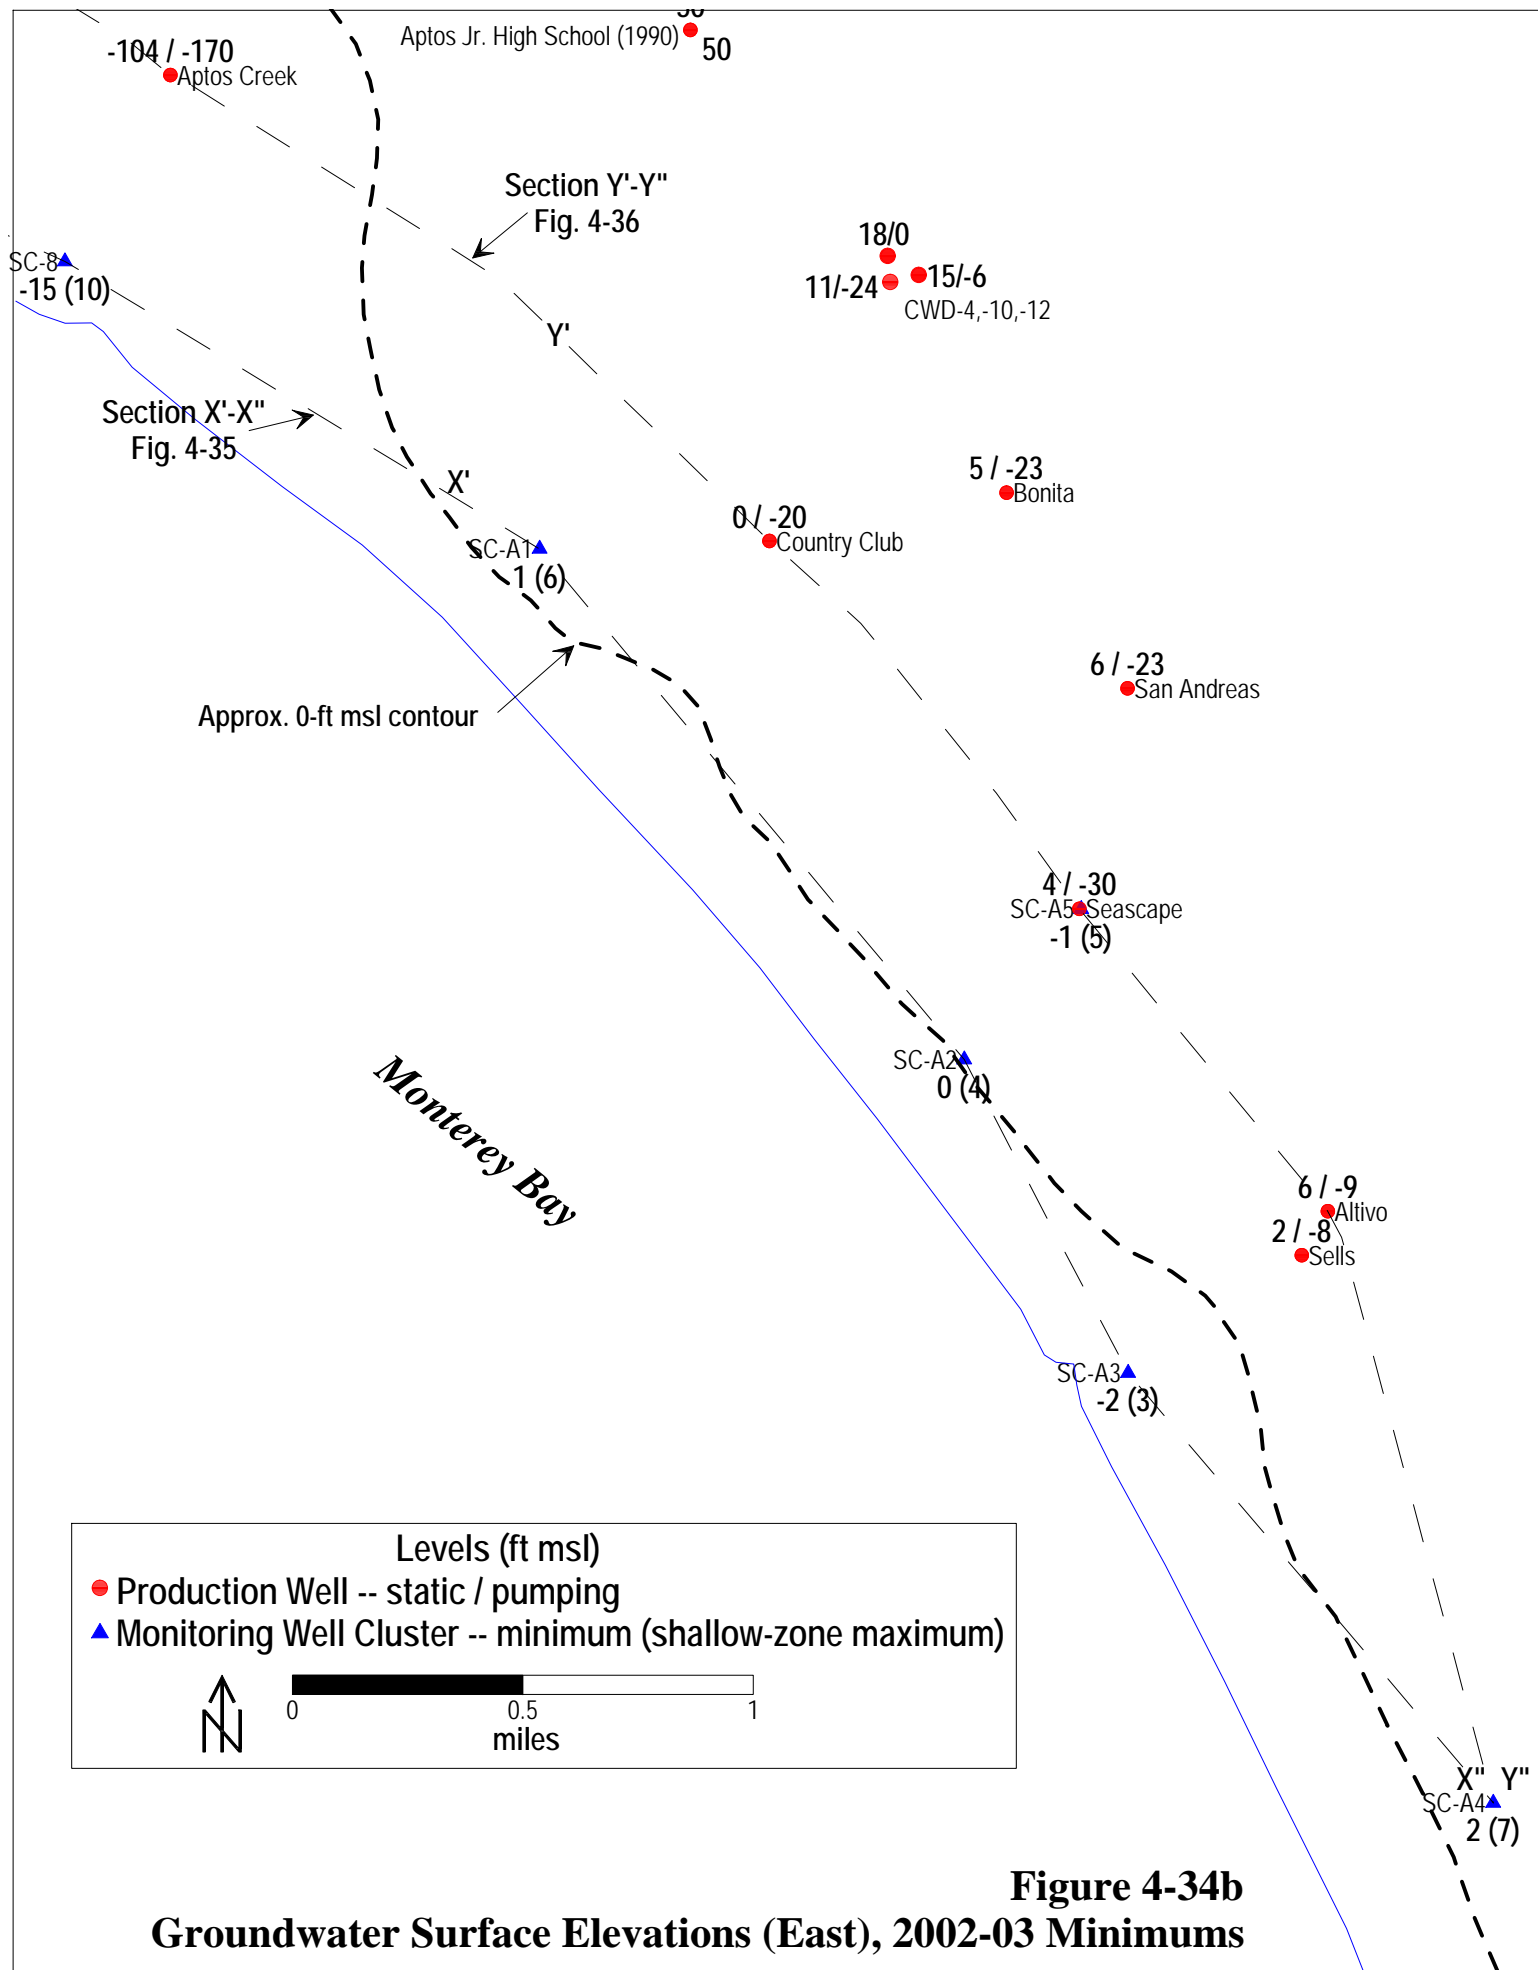 Aptos Jr. High School (1990)
50
-104 / -170
Aptos Creek
Section Y'-Y"
Fig. 4-36
18/0
11/-24
15/-6
CWD-4,-10,-12
SC-8
-15 (10)
Y'
Section X'-X"
Fig. 4-35
X'
5 / -23
Bonita
0 / -20
Country Club
SC-A1
1 (6)
6 / -23
San Andreas
Approx. 0-ft msl contour
4 / -30
SC-A5
Seascape
-1 (5)
SC-A2
0 (4)
Monterey Bay
6 / -9
Altivo
2 / -8
Sells
SC-A3
-2 (3)
Levels (ft msl)
Production Well -- static / pumping
Monitoring Well Cluster -- minimum (shallow-zone maximum)
N
0
0.5
1
miles
X" Y"
SC-A4
2 (7)
Figure 4-34b
Groundwater Surface Elevations (East), 2002-03 Minimums